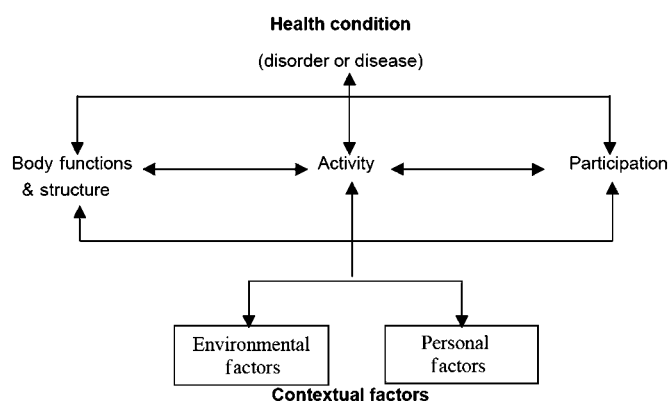 Health condition
(disorder or disease)
Body functions
& structure
Activity
Participation
Environmental
factors
Personal
factors
Contextual factors